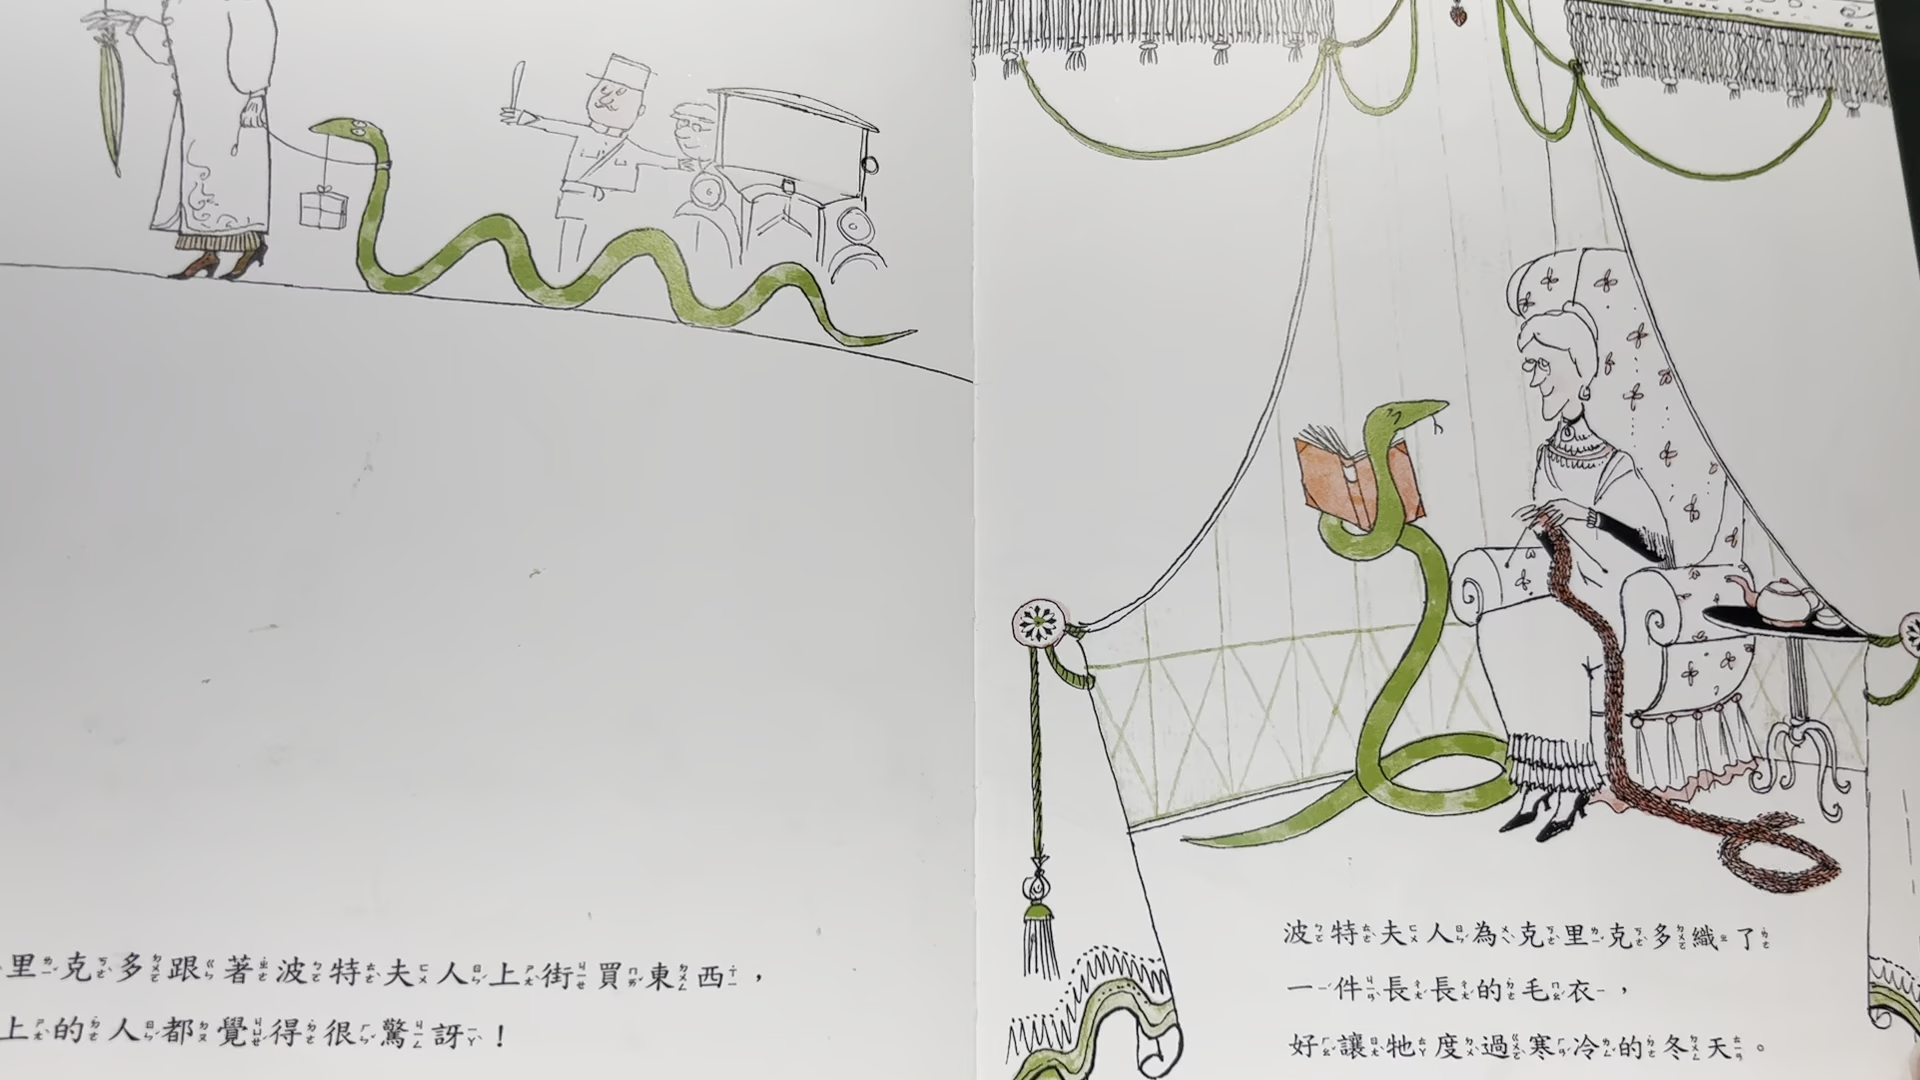 里克多跟著波特夫人上街買東西，
上的人都覺得很驚訝！
波特夫人為克里克多織了
一件長長的毛衣，
好讓牠度過寒冷的冬天。